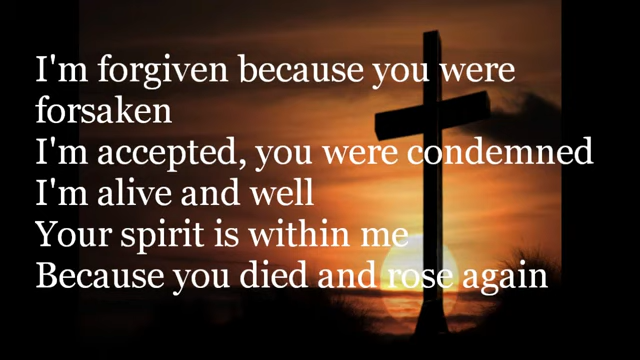 I'm forgiven because you were
forsaken
I'm accepted, you were condemned
I'm alive and well
Your spirit is within me
Because you died and rose again